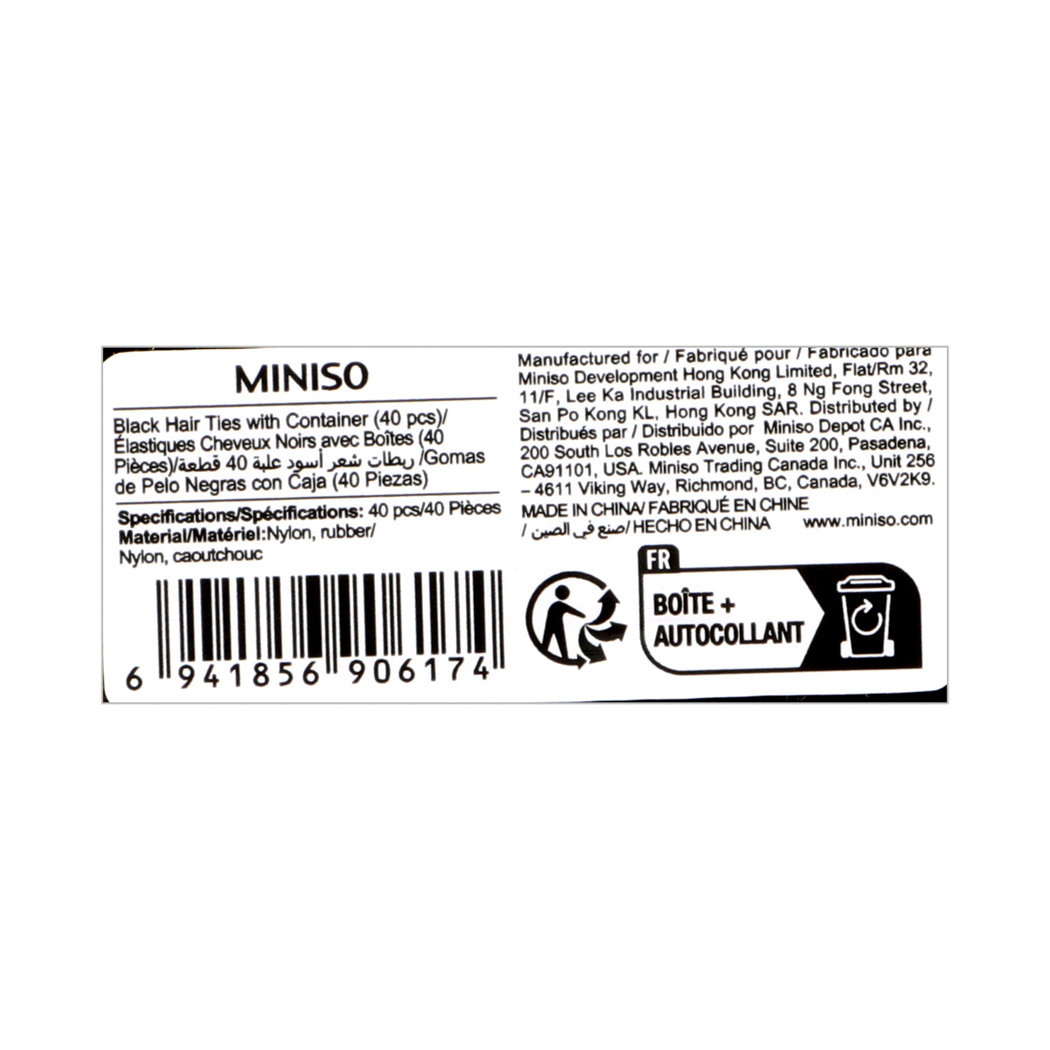 MINISO
Black Hair Ties with Container (40 pcs)/
Élastiques Cheveux Noirs avec Boîtes (40
Pièces)/ربطات شعر أسود علبة 40 قطعة/Gomas
de Pelo Negras con Caja (40 Piezas)
Specifications/Spécifications: 40 pcs/40 Pièces
Material/Matériel:Nylon, rubber/
Nylon, caoutchouc
6 941856 906174
Manufactured for / Fabriqué pour / Fabricado para
Miniso Development Hong Kong Limited, Flat/Rm 32,
11/F, Lee Ka Industrial Building, 8 Ng Fong Street,
San Po Kong KL, Hong Kong SAR. Distributed by /
Distribués par / Distribuido por Miniso Depot CA Inc.,
200 South Los Robles Avenue, Suite 200, Pasadena,
CA91101, USA. Miniso Trading Canada Inc., Unit 256
– 4611 Viking Way, Richmond, BC, Canada, V6V2K9.
MADE IN CHINA/ FABRIQUÉ EN CHINE
/ صنع في الصين/ HECHO EN CHINA www.miniso.com
FR
BOÎTE +
AUTOCOLLANT